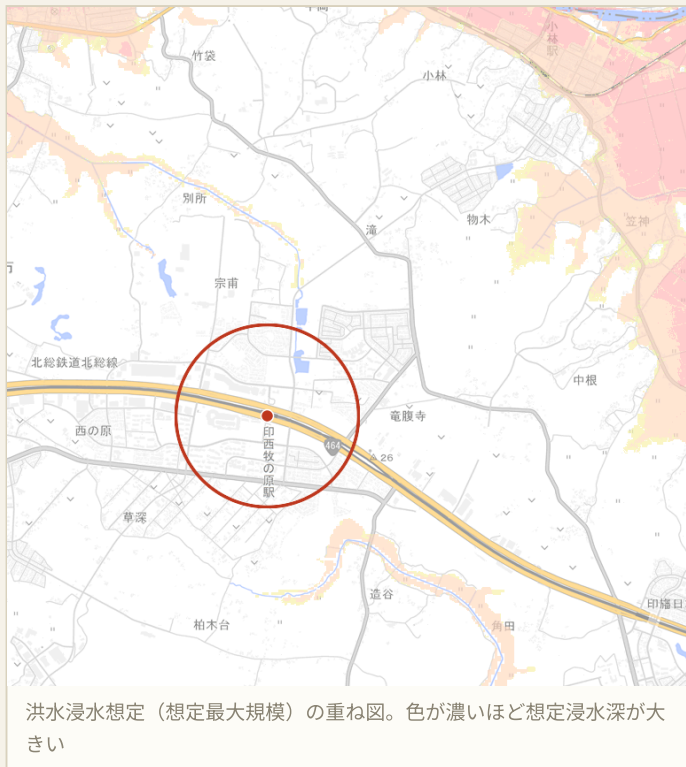 小林駅
竹袋
小林
別所
物木
笠神
滝
宗甫
北総鉄道北総線
中根
竜腹寺
西の原
印西牧の原駅
464
26
草深
造谷
柏木台
角田
洪水浸水想定（想定最大規模）の重ね図。色が濃いほど想定浸水深が大
きい